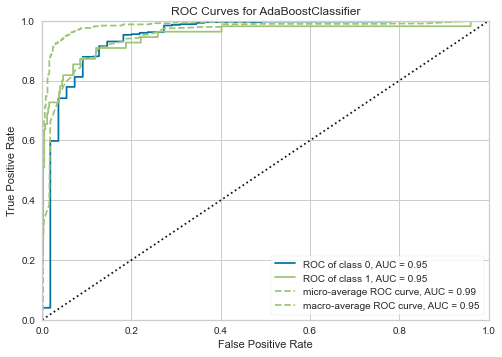 ROC Curves for AdaBoostClassifier
True Positive Rate
1.0
0.8
0.6
0.4
0.2
0.0
ROC of class 0, AUC = 0.95
ROC of class 1, AUC = 0.95
micro-average ROC curve, AUC = 0.99
macro-average ROC curve, AUC = 0.95
0.0 0.2 0.4 0.6 0.8 1.0
False Positive Rate